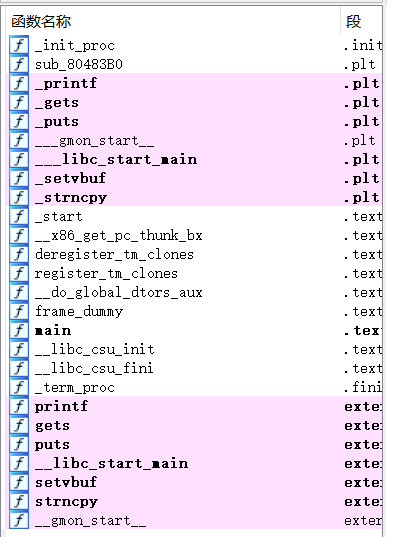 函数名称 段
_init_proc .init
sub_80483B0 .plt
_printf .plt
_gets .plt
_puts .plt
___gmon_start__ .plt
___libc_start_main .plt
_setvbuf .plt
_strncpy .plt
_start .text
__x86_get_pc_thunk_bx .text
deregister_tm_clones .text
register_tm_clones .text
__do_global_dtors_aux .text
frame_dummy .text
main .tex
__libc_csu_init .text
__libc_csu_fini .text
_term_proc .fini
printf exter
gets exter
puts exter
__libc_start_main exter
setvbuf exter
strncpy exter
__gmon_start__ exter